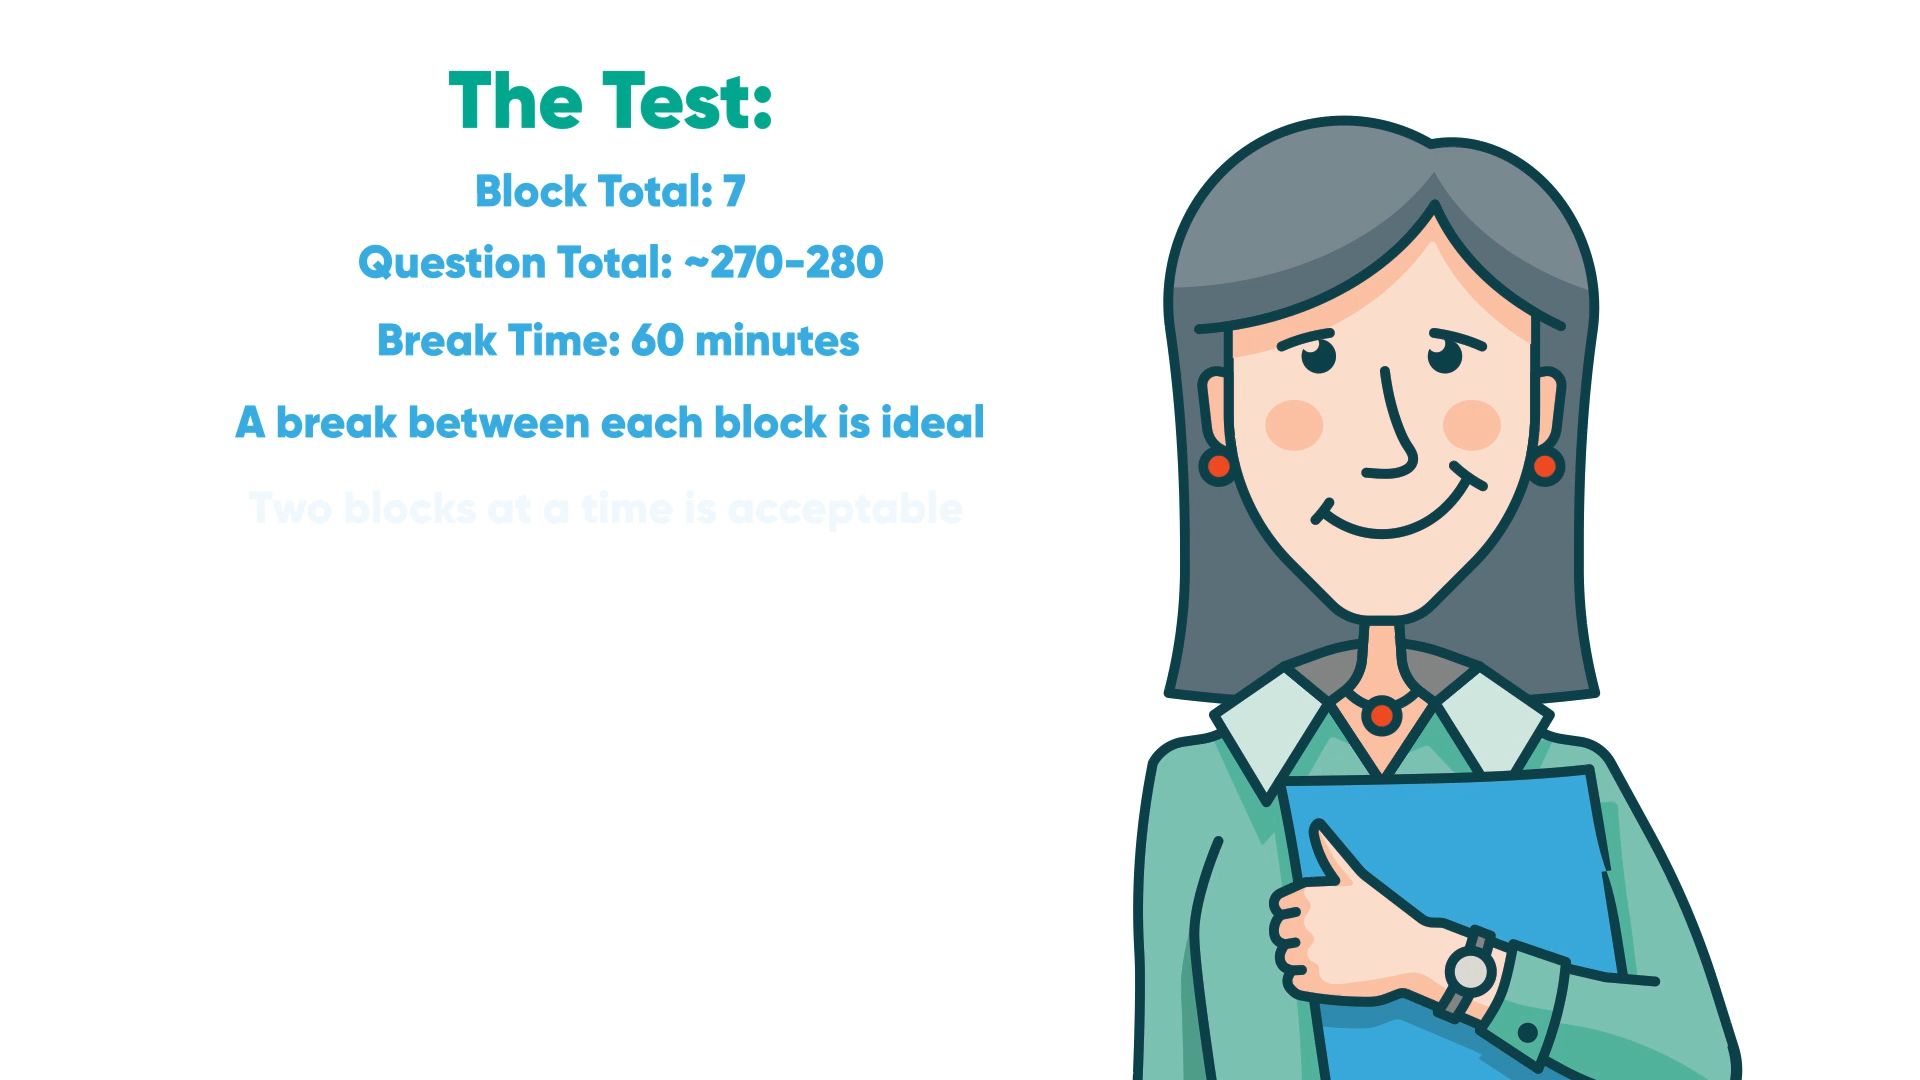 The Test:
Block Total: 7
Question Total: ~270-280
Break Time: 60 minutes
A break between each block is ideal
Two blocks at a time is acceptable